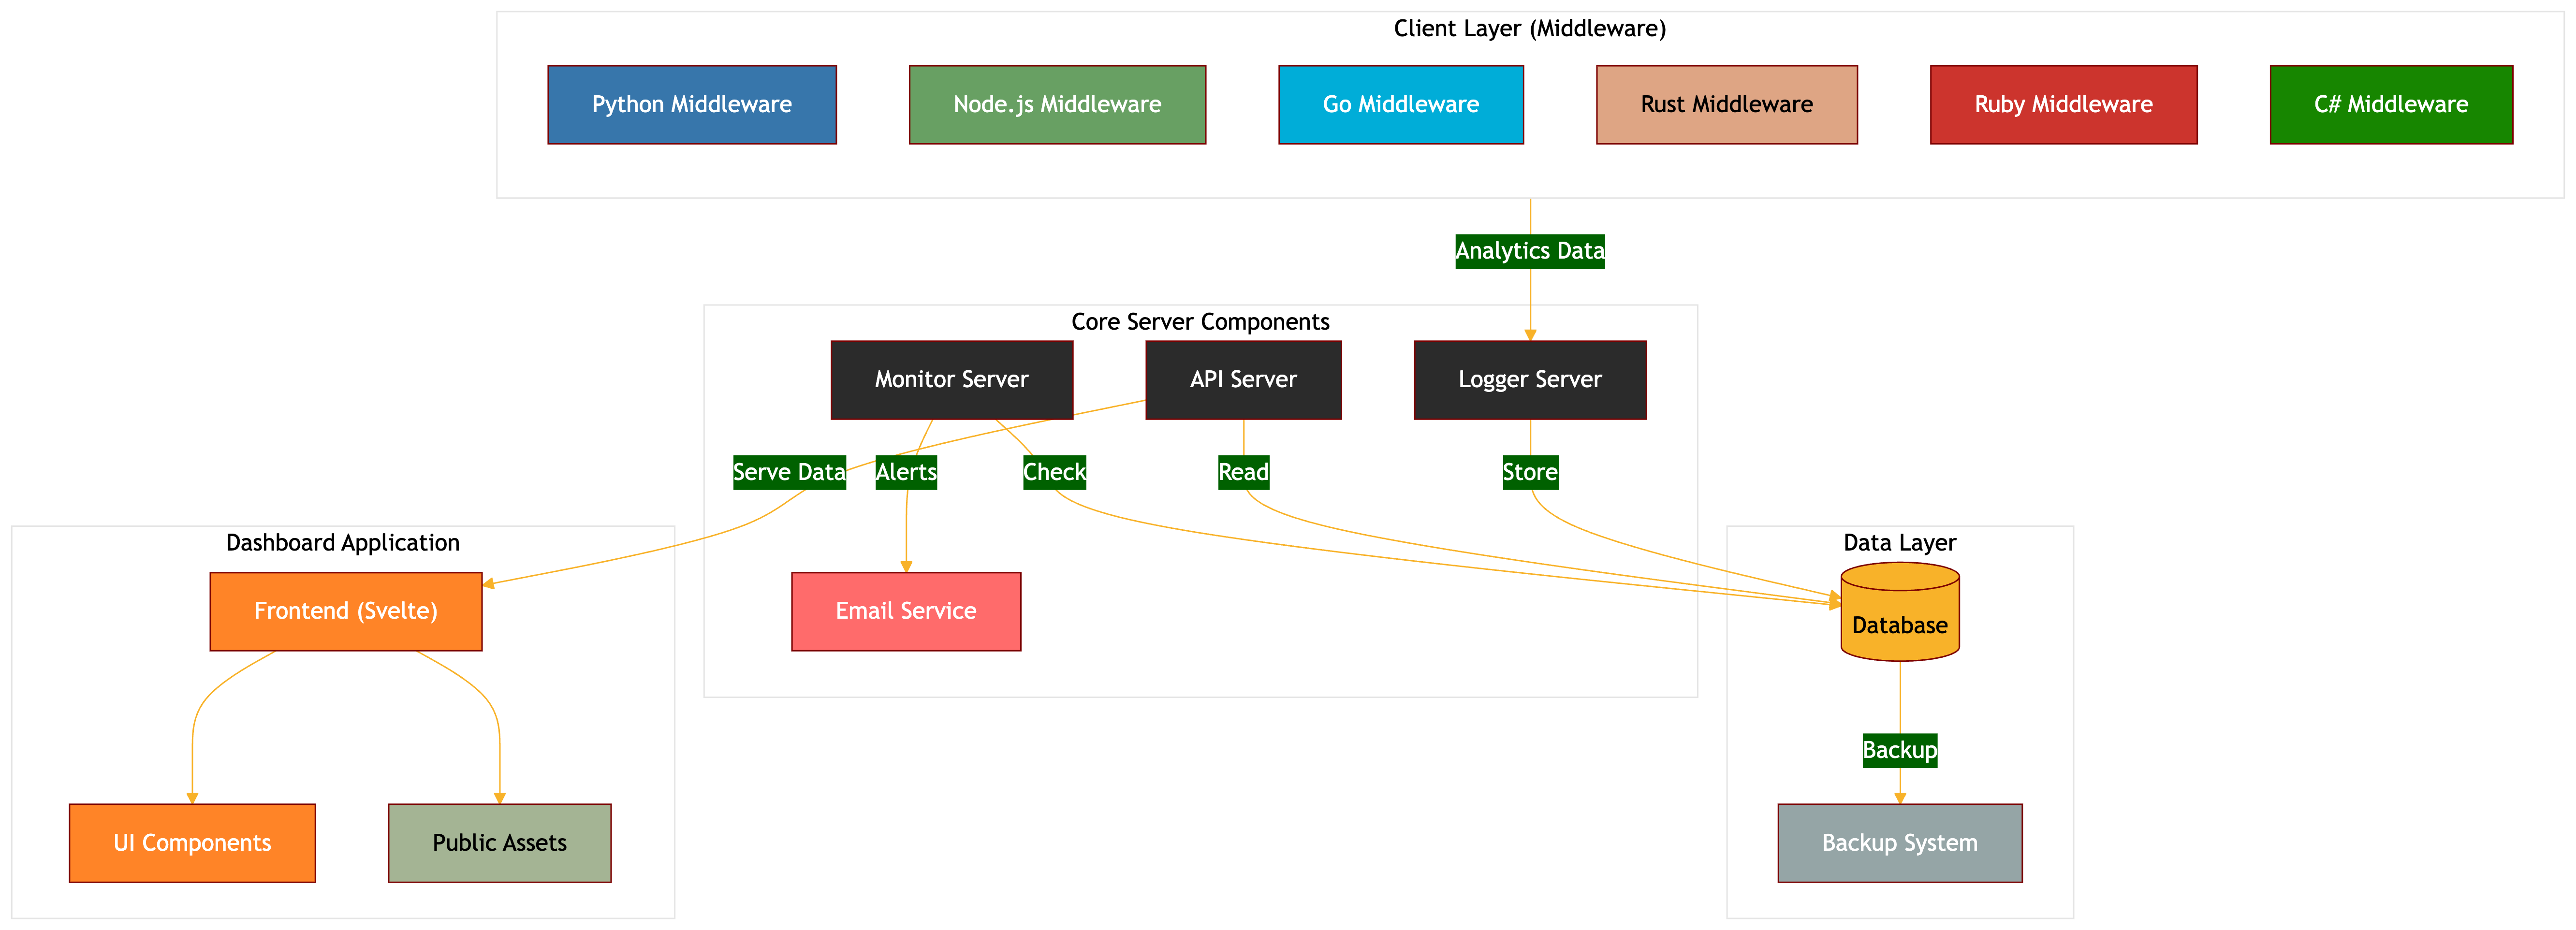 Client Layer (Middleware)
Python Middleware
Node.js Middleware
Go Middleware
Rust Middleware
Ruby Middleware
C# Middleware
Analytics Data
Core Server Components
Monitor Server
API Server
Logger Server
Serve Data
Alerts
Check
Read
Store
Dashboard Application
Data Layer
Frontend (Svelte)
Email Service
Database
Backup
UI Components
Public Assets
Backup System